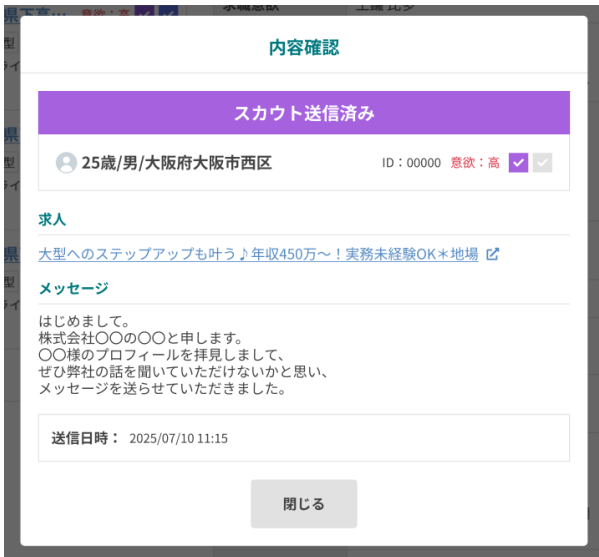 内容確認
スカウト送信済み
25歳/男/大阪府大阪市西区 ID：00000 意欲：高
求人
大型へのステップアップも叶う♪年収450万〜！実務未経験OK＊地場
メッセージ
はじめまして。
株式会社〇〇の〇〇と申します。
〇〇様のプロフィールを拝見しまして、
ぜひ弊社の話を聞いていただけないかと思い、
メッセージを送らせていただきました。
送信日時： 2025/07/10 11:15
閉じる